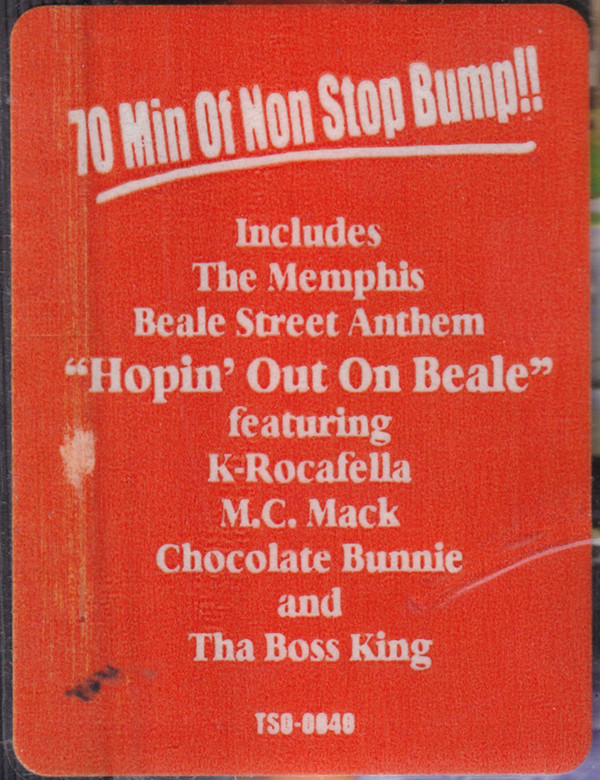 70 Min Of Non Stop Bump!!
Includes
The Memphis
Beale Street Anthem
“Hopin’ Out On Beale”
featuring
K-Rocafella
M.C. Mack
Chocolate Bunnie
and
Tha Boss King
TSO-0049